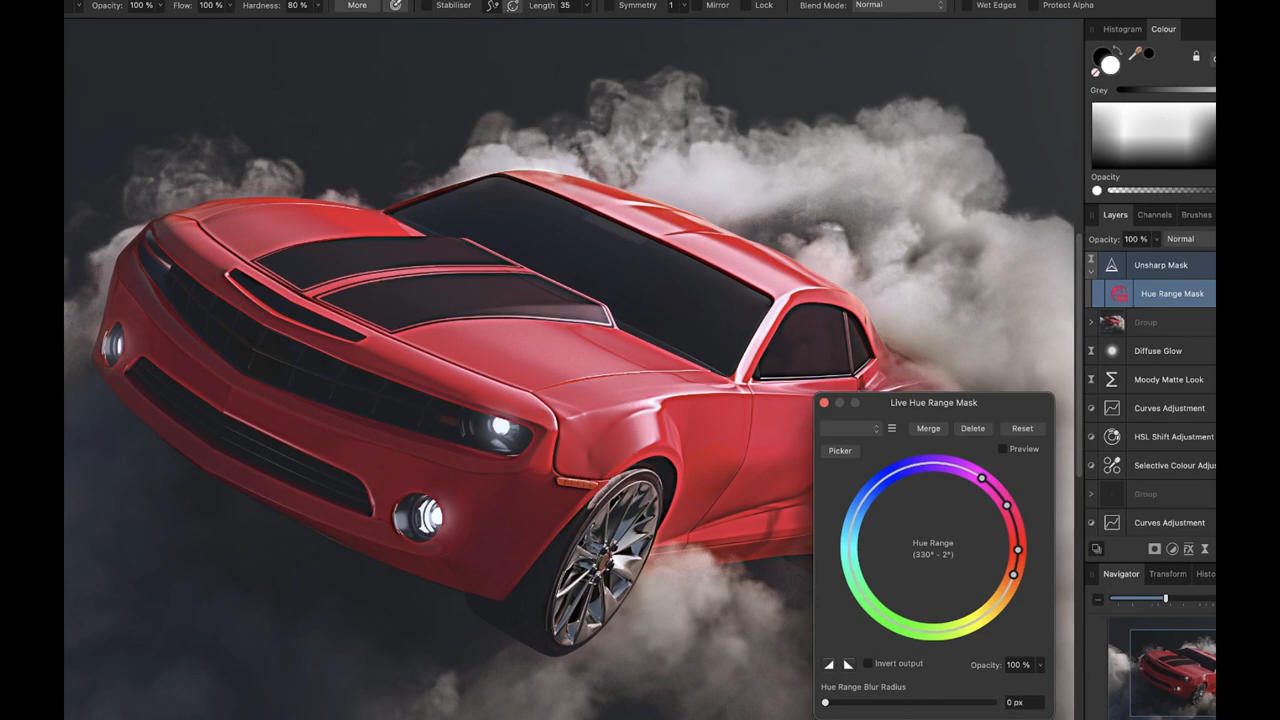 Opacity: 100 % Flow: 100 % Hardness: 80 % More Stabiliser Length 35 Symmetry 1 Mirror Lock Blend Mode: Normal Wet Edges Protect Alpha
Histogram Colour
Grey
Opacity
Layers Channels Brushes
Opacity: 100 % Normal
Unsharp Mask
Hue Range Mask
Group
Diffuse Glow
Moody Matte Look
Curves Adjustment
HSL Shift Adjustment
Selective Colour Adjus
Group
Curves Adjustment
Navigator Transform Histo
Live Hue Range Mask
Merge Delete Reset
Picker Preview
Hue Range
(330° - 2°)
Invert output Opacity: 100 %
Hue Range Blur Radius
0 px